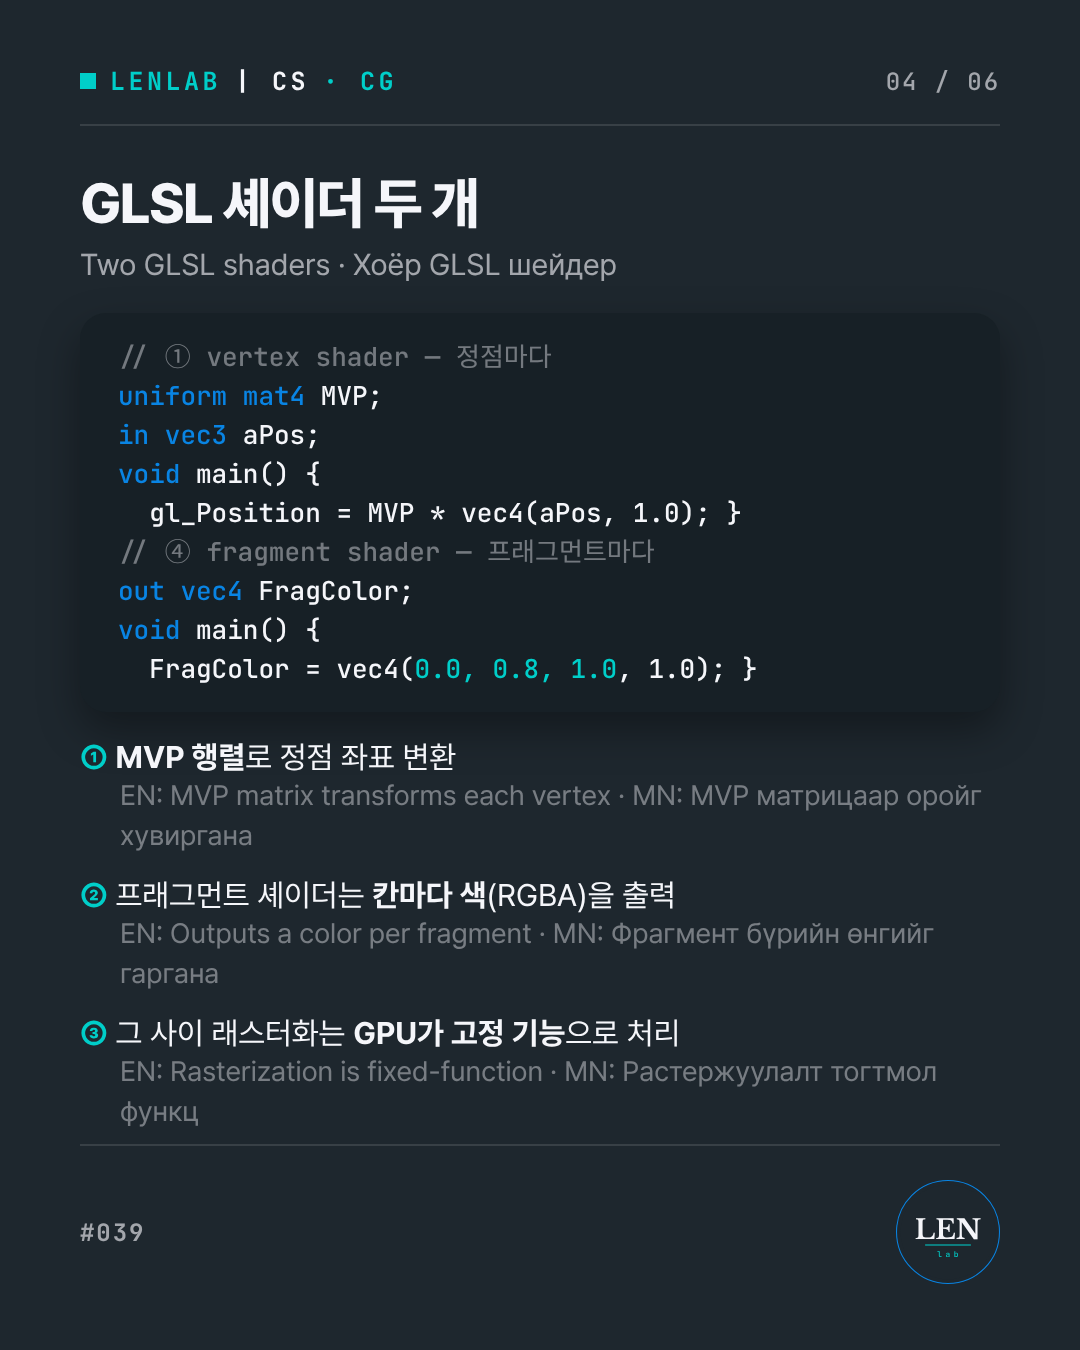 LENLAB | CS · CG
04 / 06
GLSL 셰이더 두 개
Two GLSL shaders · Хоёр GLSL шейдер
// ① vertex shader — 정점마다
uniform mat4 MVP;
in vec3 aPos;
void main() {
  gl_Position = MVP * vec4(aPos, 1.0); }
// ④ fragment shader — 프래그먼트마다
out vec4 FragColor;
void main() {
  FragColor = vec4(0.0, 0.8, 1.0, 1.0); }
① MVP 행렬로 정점 좌표 변환
EN: MVP matrix transforms each vertex · MN: MVP матрицаар оройг
хувиргана
② 프래그먼트 셰이더는 칸마다 색(RGBA)을 출력
EN: Outputs a color per fragment · MN: Фрагмент бүрийн өнгийг
гаргана
③ 그 사이 래스터화는 GPU가 고정 기능으로 처리
EN: Rasterization is fixed-function · MN: Растержуулалт тогтмол
функц
#039
LEN
lab